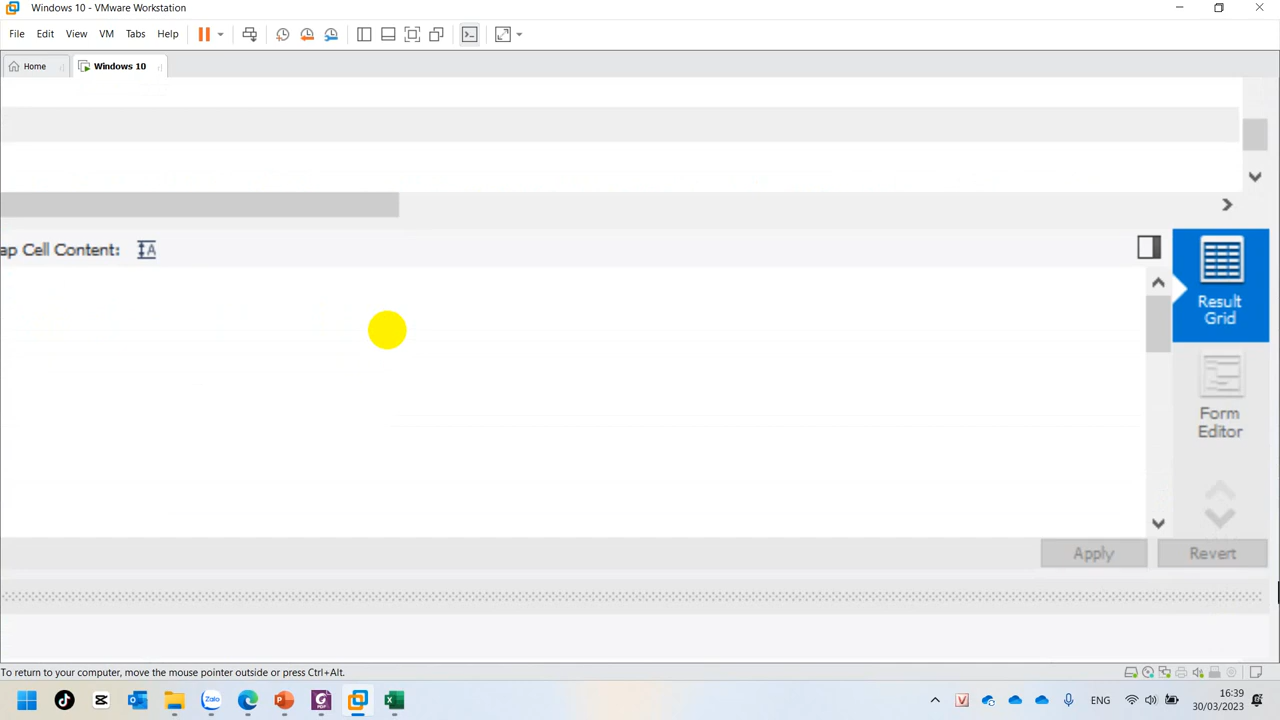 Windows 10 - VMware Workstation
File Edit View VM Tabs Help
Home Windows 10
ap Cell Content:
Result
Grid
Form
Editor
Apply Revert
To return to your computer, move the mouse pointer outside or press Ctrl+Alt.
Zalo
ENG
16:39
30/03/2023